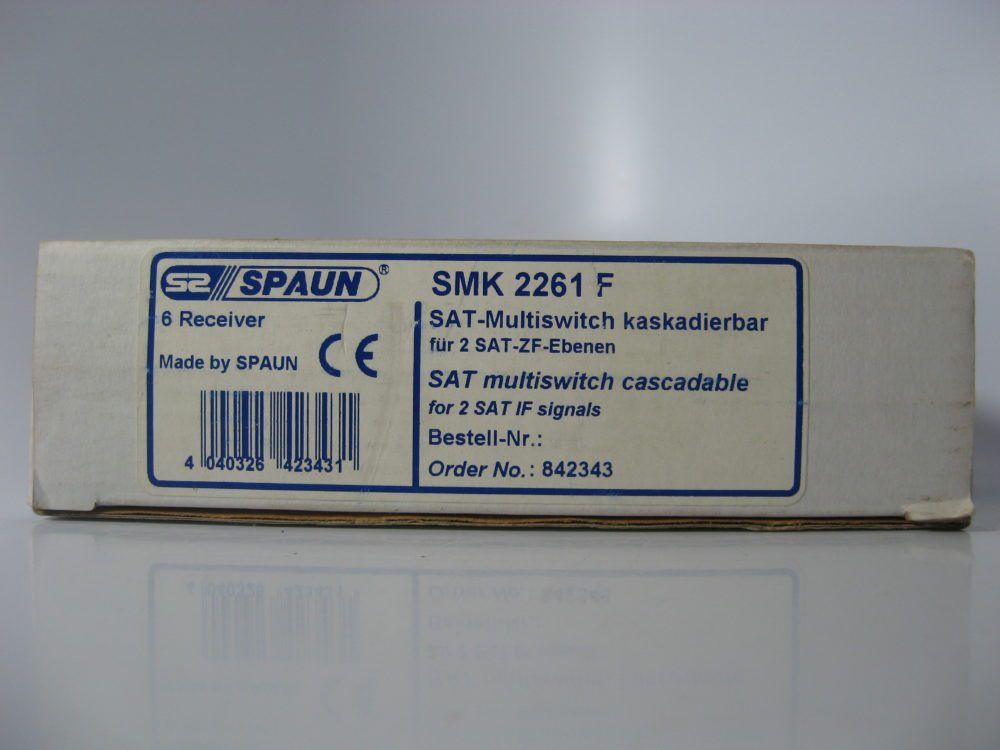 S2 SPAUN®
6 Receiver
Made by SPAUN CE
4 040326 423431
SMK 2261 F
SAT-Multiswitch kaskadierbar
für 2 SAT-ZF-Ebenen
SAT multiswitch cascadable
for 2 SAT IF signals
Bestell-Nr.:
Order No.: 842343